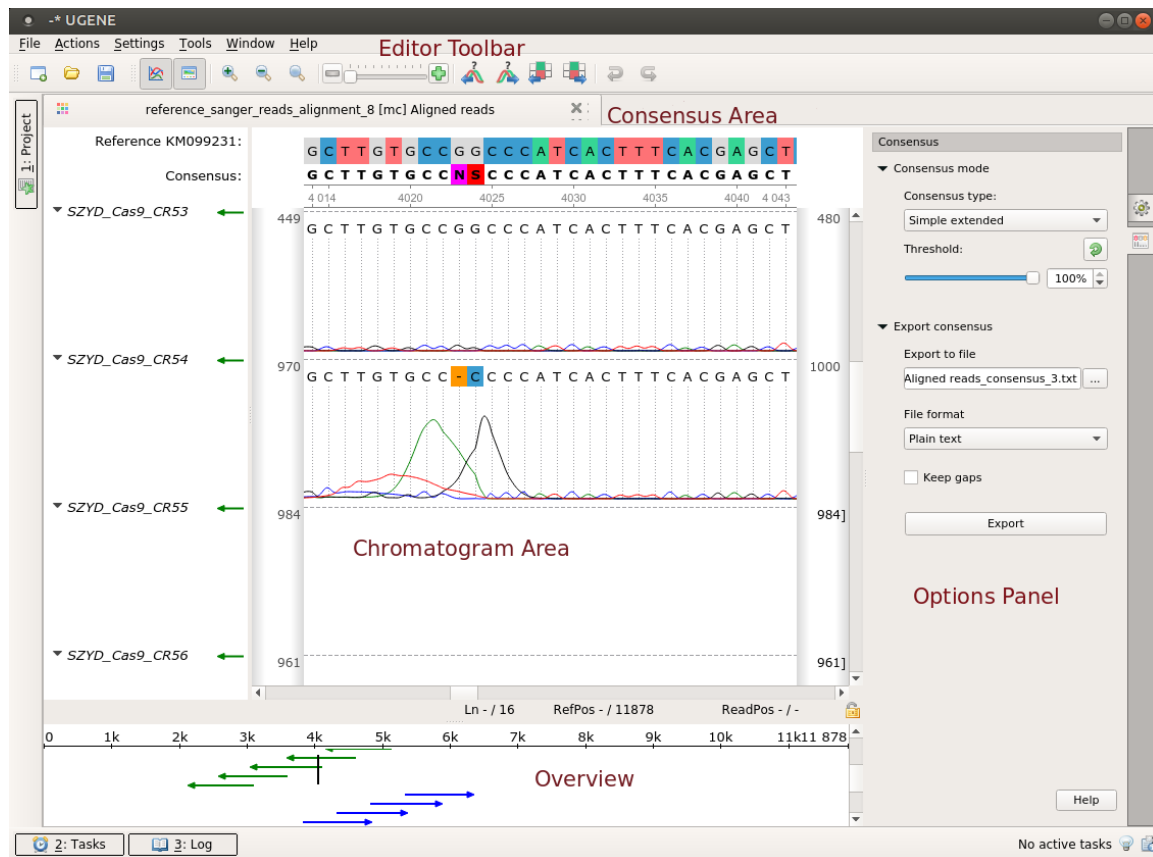 -* UGENE
File Actions Settings Tools Window Help
Editor Toolbar
1: Project
reference_sanger_reads_alignment_8 [mc] Aligned reads
Consensus Area
Reference KM099231:
G C T T G T G C C G G C C C A T C A C T T T C A C G A G C T
Consensus:
G C T T G T G C C N S C C C A T C A C T T T C A C G A G C T
4 014 4020 4025 4030 4035 4040 4 043
SZYD_Cas9_CR53
449
480
G C T T G T G C C G G C C C A T C A C T T T C A C G A G C T
SZYD_Cas9_CR54
970
1000
G C T T G T G C C - C C C C A T C A C T T T C A C G A G C T
SZYD_Cas9_CR55
984
984]
Chromatogram Area
SZYD_Cas9_CR56
961
961]
Ln - / 16 RefPos - / 11878 ReadPos - / -
0 1k 2k 3k 4k 5k 6k 7k 8k 9k 10k 11k11 878
Overview
Consensus
Consensus mode
Consensus type:
Simple extended
Threshold:
100%
Export consensus
Export to file
Aligned reads_consensus_3.txt ...
File format
Plain text
Keep gaps
Export
Options Panel
Help
2: Tasks 3: Log
No active tasks